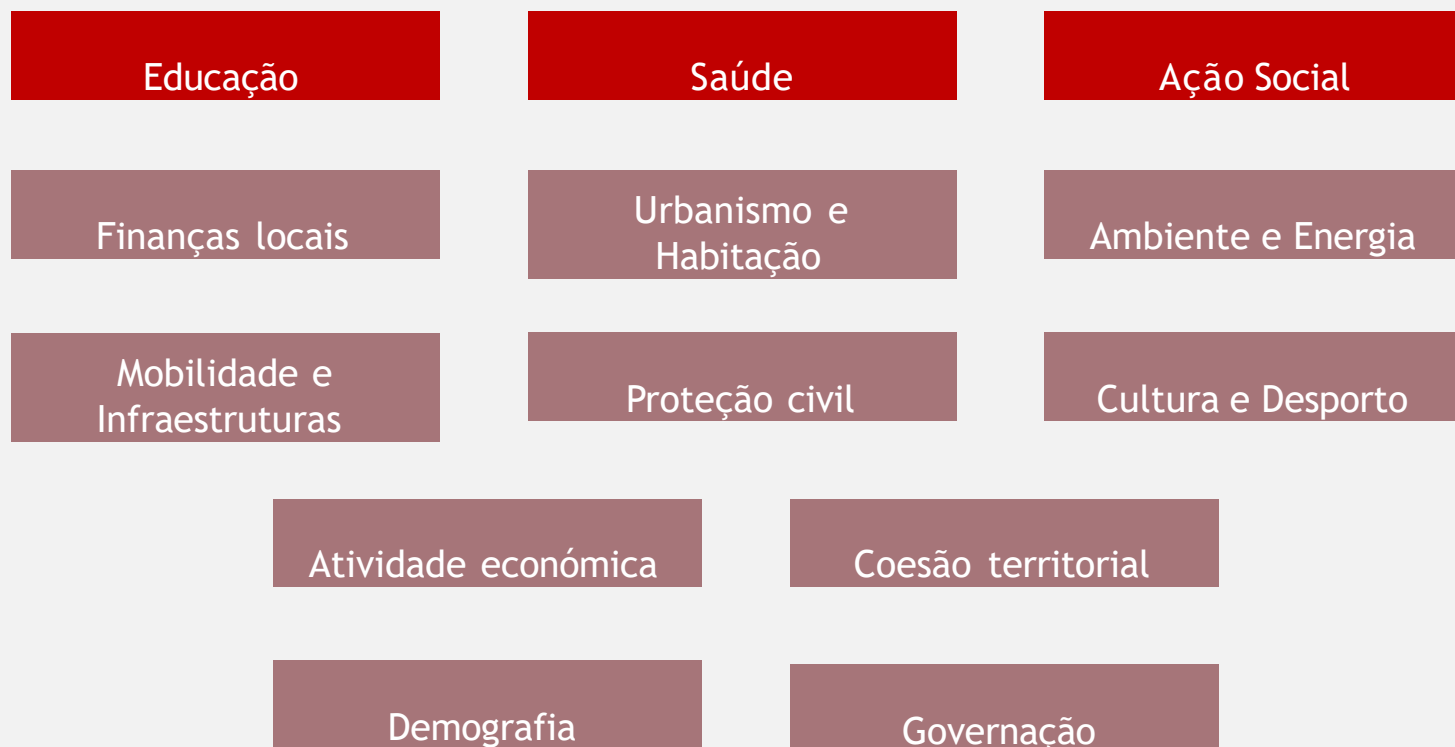 Educação
Saúde
Ação Social
Finanças locais
Urbanismo e
Habitação
Ambiente e Energia
Mobilidade e
Infraestruturas
Proteção civil
Cultura e Desporto
Atividade económica
Coesão territorial
Demografia
Governação